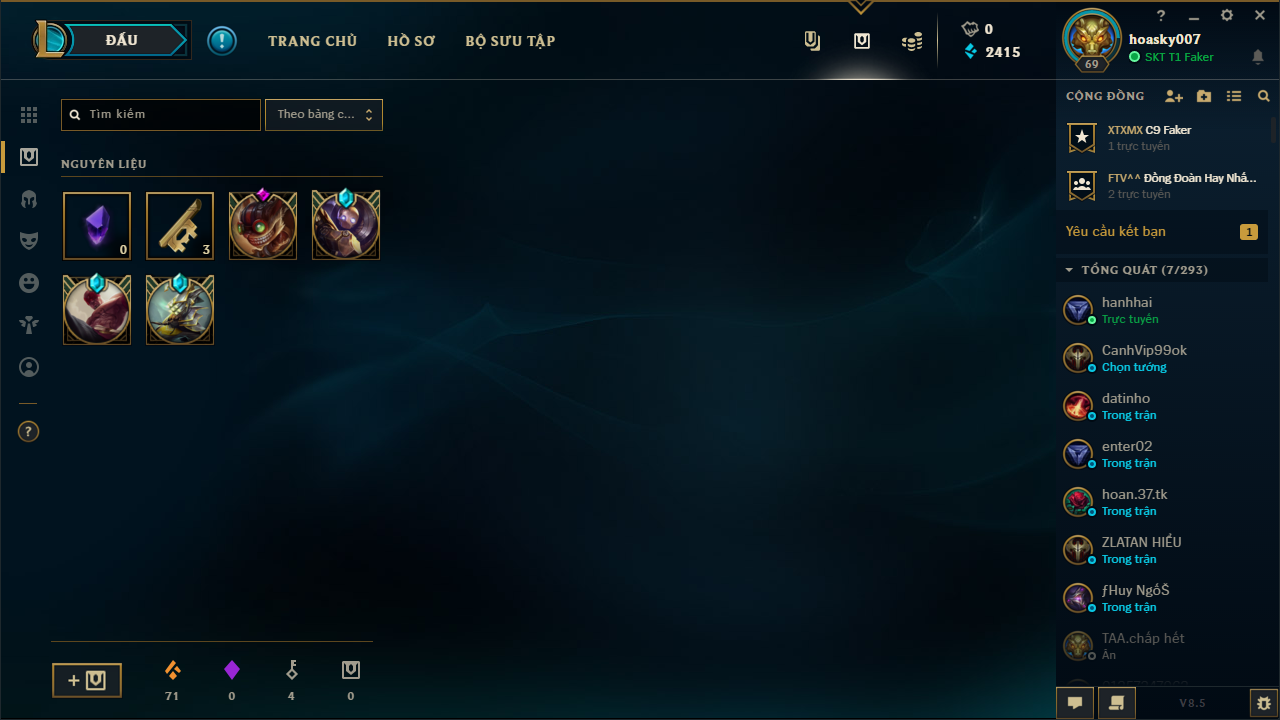 ĐẤU
TRANG CHỦ
HỒ SƠ
BỘ SƯU TẬP
0
2415
69
hoasky007
SKT T1 Faker
Tìm kiếm
Theo bảng c...
NGUYÊN LIỆU
0
3
71
0
4
0
CỘNG ĐỒNG
XTXMX C9 Faker
1 trực tuyến
FTV^^ Đồng Đoàn Hay Nhấ...
2 trực tuyến
Yêu cầu kết bạn
1
TỔNG QUÁT (7/293)
hanhhai
Trực tuyến
CanhVip99ok
Chọn tướng
datinho
Trong trận
enter02
Trong trận
hoan.37.tk
Trong trận
ZLATAN HIẾU
Trong trận
ƒHuy NgốŠ
Trong trận
TAA.chấp hết
Ẩn
V8.5